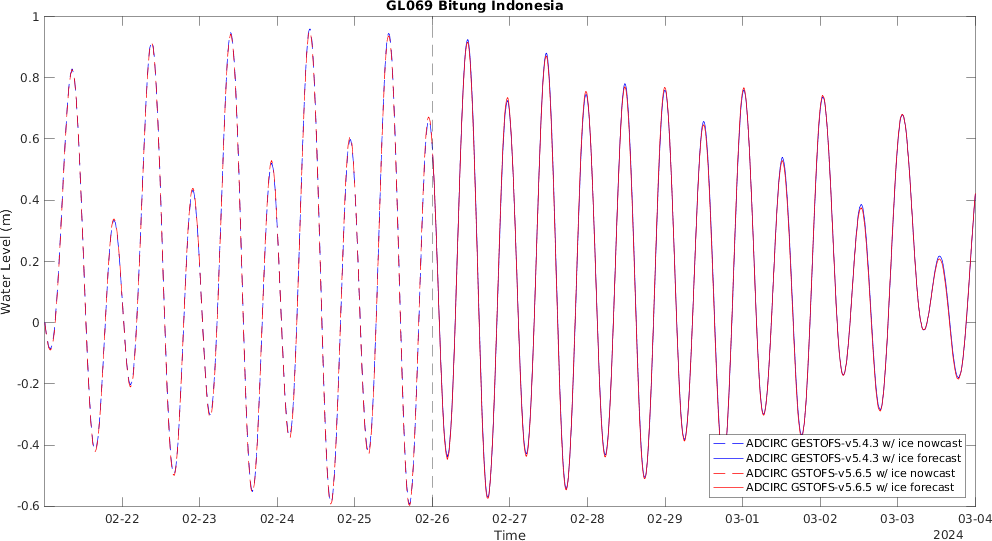 GL069 Bitung Indonesia
1
0.8
0.6
0.4
0.2
0
-0.2
-0.4
-0.6
Water Level (m)
ADCIRC GESTOFS-v5.4.3 w/ ice nowcast
ADCIRC GESTOFS-v5.4.3 w/ ice forecast
ADCIRC GSTOFS-v5.6.5 w/ ice nowcast
ADCIRC GSTOFS-v5.6.5 w/ ice forecast
02-22 02-23 02-24 02-25 02-26 02-27 02-28 02-29 03-01 03-02 03-03 03-04
Time
2024